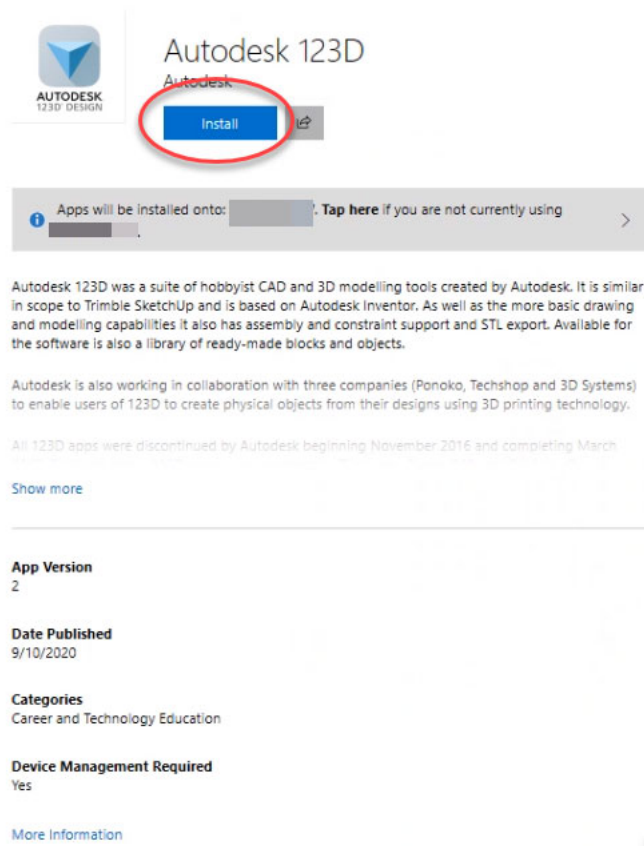 Autodesk 123D
AUTODESK
123D DESIGN
Autodesk
Install
Apps will be installed onto: '. Tap here if you are not currently using
.
Autodesk 123D was a suite of hobbyist CAD and 3D modelling tools created by Autodesk. It is similar
in scope to Trimble SketchUp and is based on Autodesk Inventor. As well as the more basic drawing
and modelling capabilities it also has assembly and constraint support and STL export. Available for
the software is also a library of ready-made blocks and objects.
Autodesk is also working in collaboration with three companies (Ponoko, Techshop and 3D Systems)
to enable users of 123D to create physical objects from their designs using 3D printing technology.
All 123D apps were discontinued by Autodesk beginning November 2016 and completing March
Show more
App Version
2
Date Published
9/10/2020
Categories
Career and Technology Education
Device Management Required
Yes
More Information